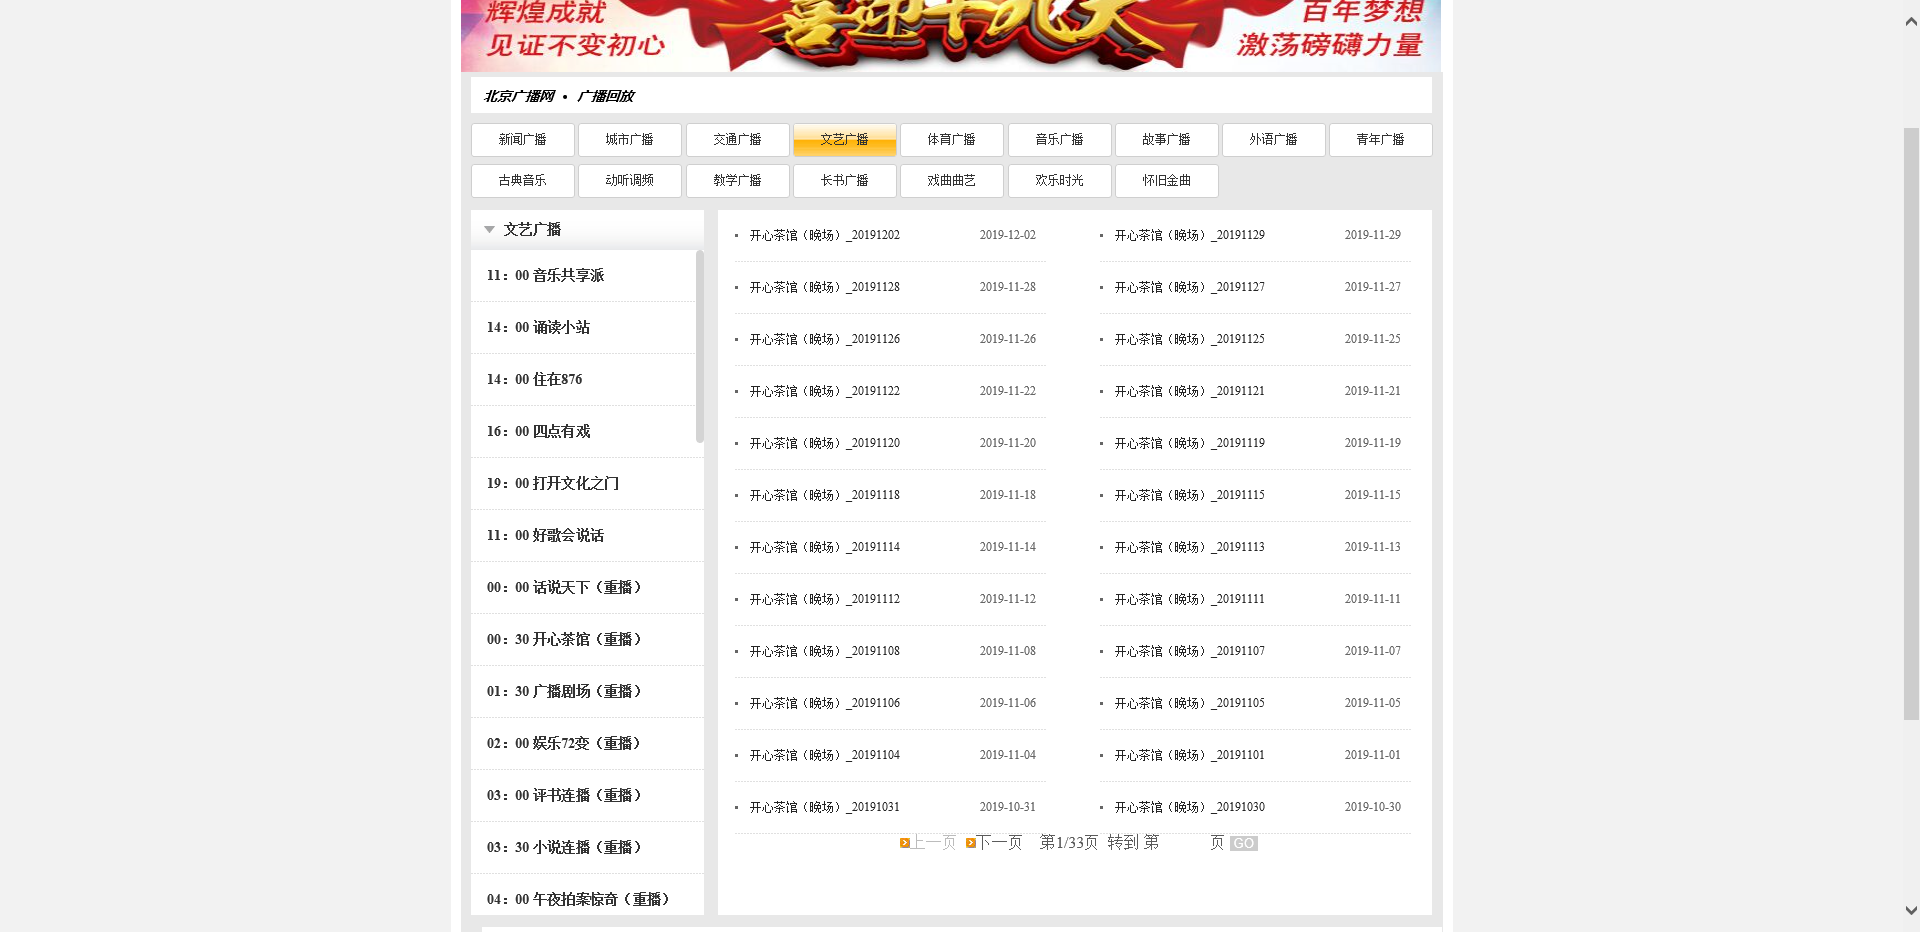 辉煌成就
见证不变初心
喜迎十九大
百年梦想
激荡磅礴力量
北京广播网 • 广播回放
新闻广播 城市广播 交通广播 文艺广播 体育广播 音乐广播 故事广播 外语广播 青年广播
古典音乐 动听调频 教学广播 长书广播 戏曲曲艺 欢乐时光 怀旧金曲
文艺广播
11：00 音乐共享派
14：00 诵读小站
14：00 住在876
16：00 四点有戏
19：00 打开文化之门
11：00 好歌会说话
00：00 话说天下（重播）
00：30 开心茶馆（重播）
01：30 广播剧场（重播）
02：00 娱乐72变（重播）
03：00 评书连播（重播）
03：30 小说连播（重播）
04：00 午夜拍案惊奇（重播）
开心茶馆（晚场）_20191202 2019-12-02 开心茶馆（晚场）_20191129 2019-11-29
开心茶馆（晚场）_20191128 2019-11-28 开心茶馆（晚场）_20191127 2019-11-27
开心茶馆（晚场）_20191126 2019-11-26 开心茶馆（晚场）_20191125 2019-11-25
开心茶馆（晚场）_20191122 2019-11-22 开心茶馆（晚场）_20191121 2019-11-21
开心茶馆（晚场）_20191120 2019-11-20 开心茶馆（晚场）_20191119 2019-11-19
开心茶馆（晚场）_20191118 2019-11-18 开心茶馆（晚场）_20191115 2019-11-15
开心茶馆（晚场）_20191114 2019-11-14 开心茶馆（晚场）_20191113 2019-11-13
开心茶馆（晚场）_20191112 2019-11-12 开心茶馆（晚场）_20191111 2019-11-11
开心茶馆（晚场）_20191108 2019-11-08 开心茶馆（晚场）_20191107 2019-11-07
开心茶馆（晚场）_20191106 2019-11-06 开心茶馆（晚场）_20191105 2019-11-05
开心茶馆（晚场）_20191104 2019-11-04 开心茶馆（晚场）_20191101 2019-11-01
开心茶馆（晚场）_20191031 2019-10-31 开心茶馆（晚场）_20191030 2019-10-30
上一页 下一页 第1/33页 转到 第 页 GO